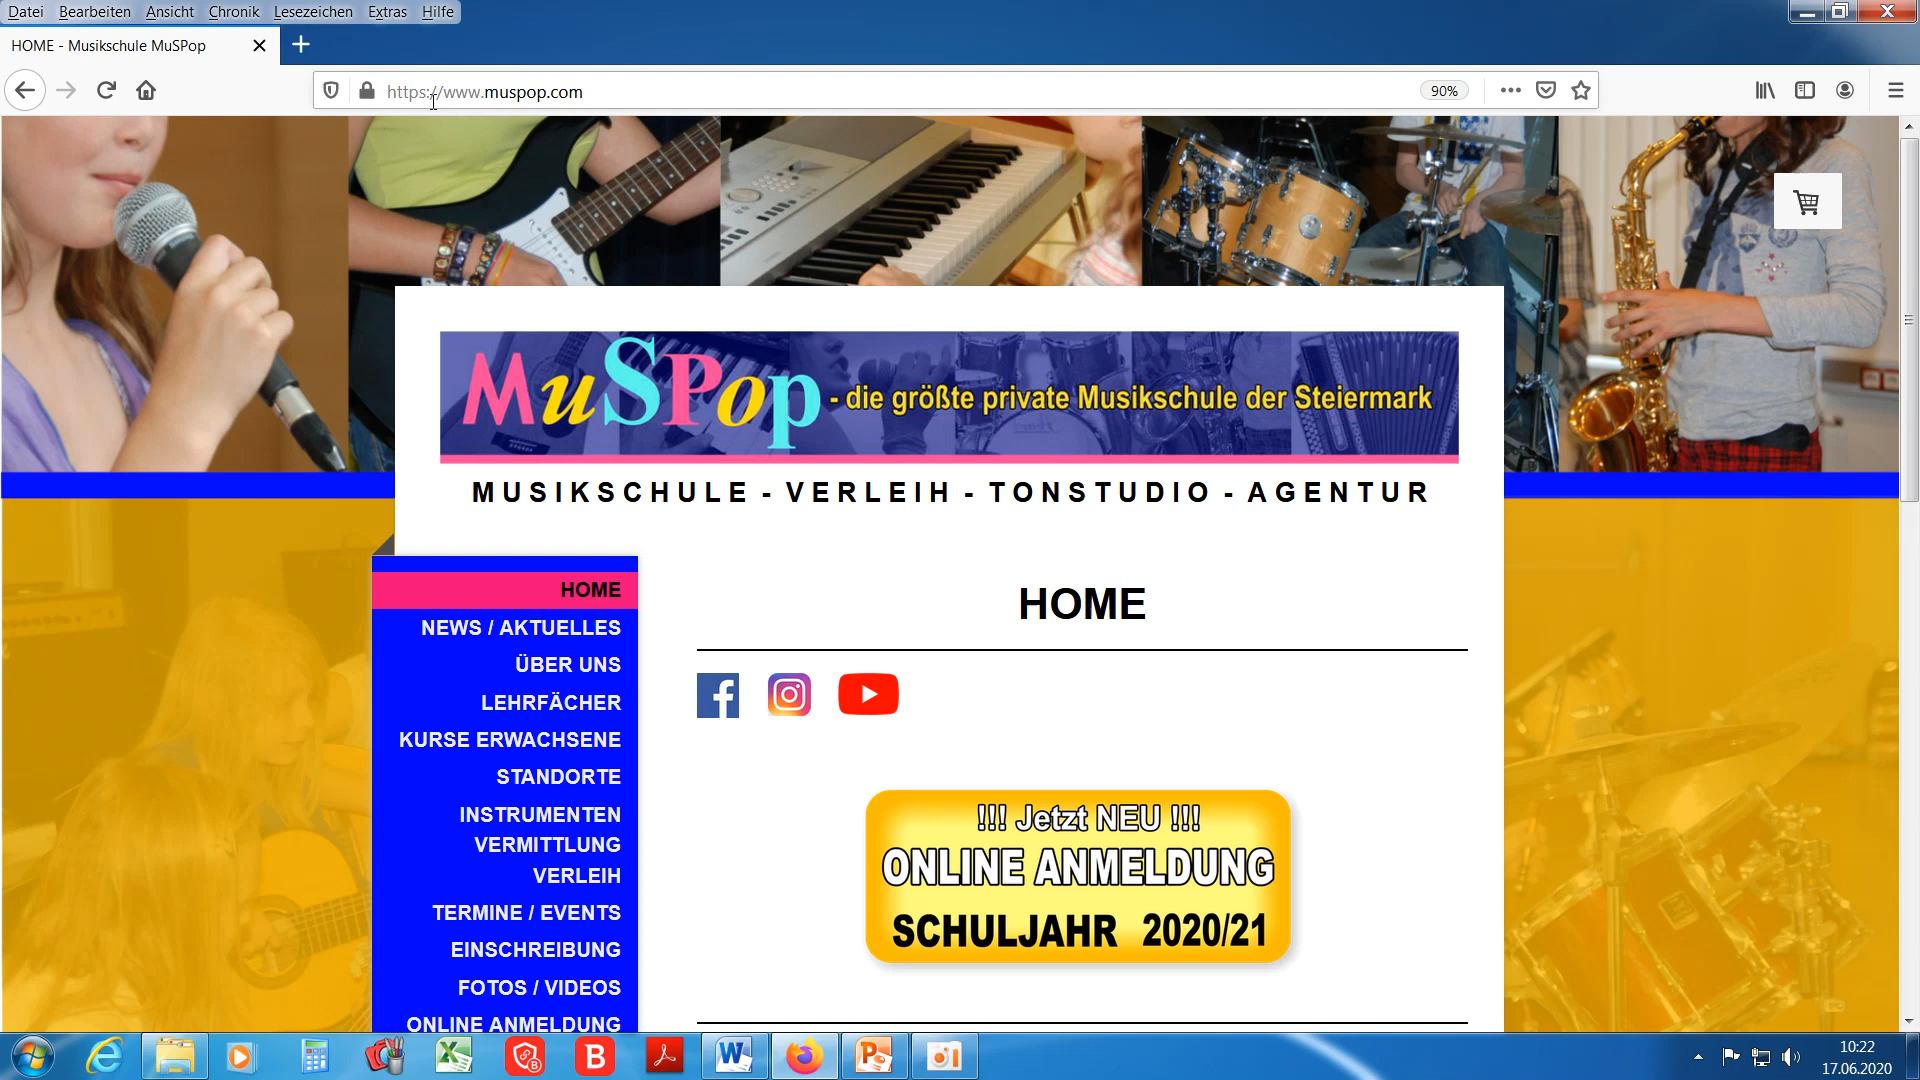 Datei Bearbeiten Ansicht Chronik Lesezeichen Extras Hilfe
HOME - Musikschule MuSPop
https://www.muspop.com
90%
MuSPop - die größte private Musikschule der Steiermark
MUSIKSCHULE - VERLEIH - TONSTUDIO - AGENTUR
HOME
NEWS / AKTUELLES
ÜBER UNS
LEHRFÄCHER
KURSE ERWACHSENE
STANDORTE
INSTRUMENTEN
VERMITTLUNG
VERLEIH
TERMINE / EVENTS
EINSCHREIBUNG
FOTOS / VIDEOS
ONLINE ANMELDUNG
HOME
!!! Jetzt NEU !!!
ONLINE ANMELDUNG
SCHULJAHR 2020/21
10:22
17.06.2020